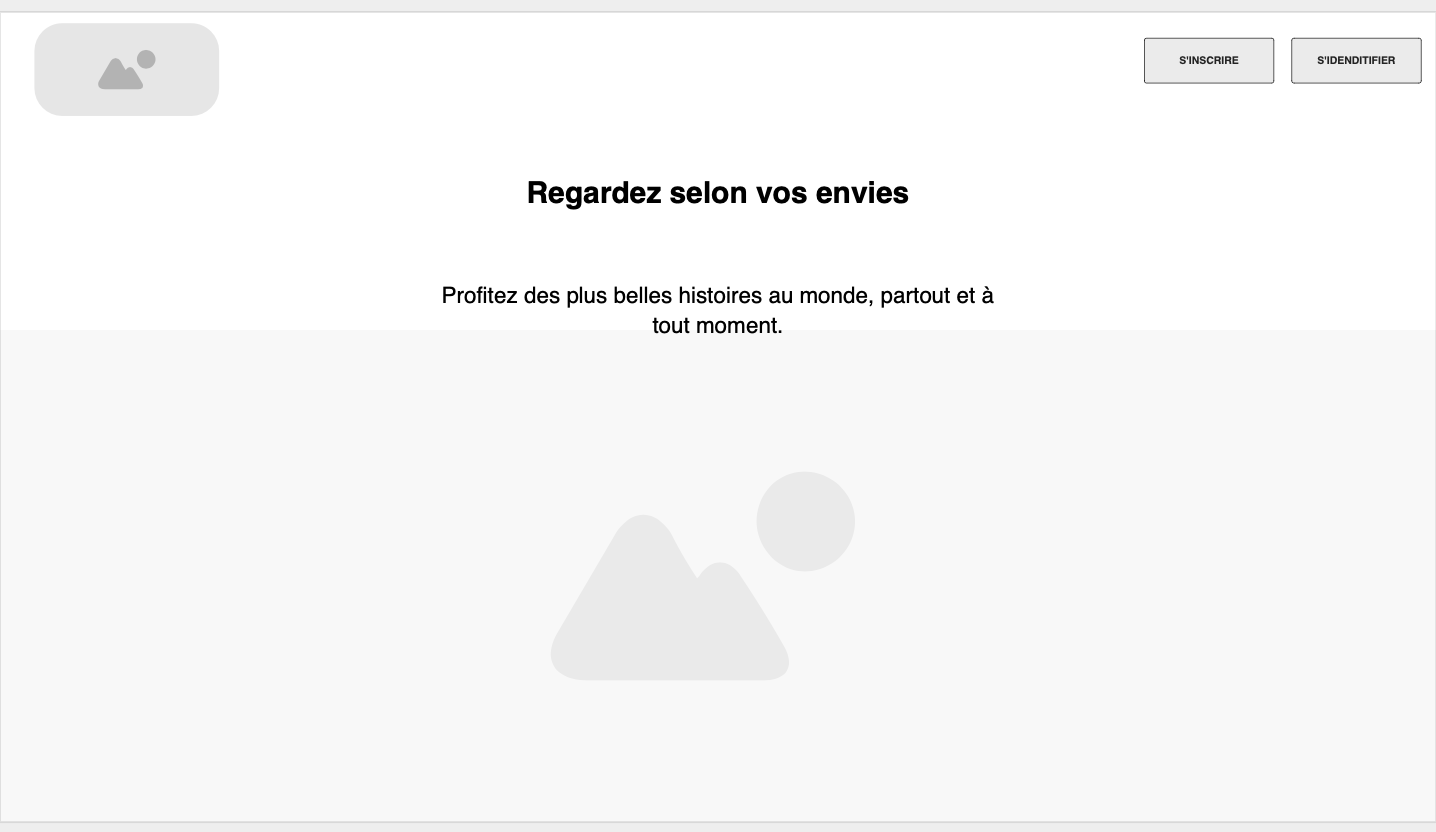 S'INSCRIRE
S'IDENDITIFIER
Regardez selon vos envies
Profitez des plus belles histoires au monde, partout et à
tout moment.